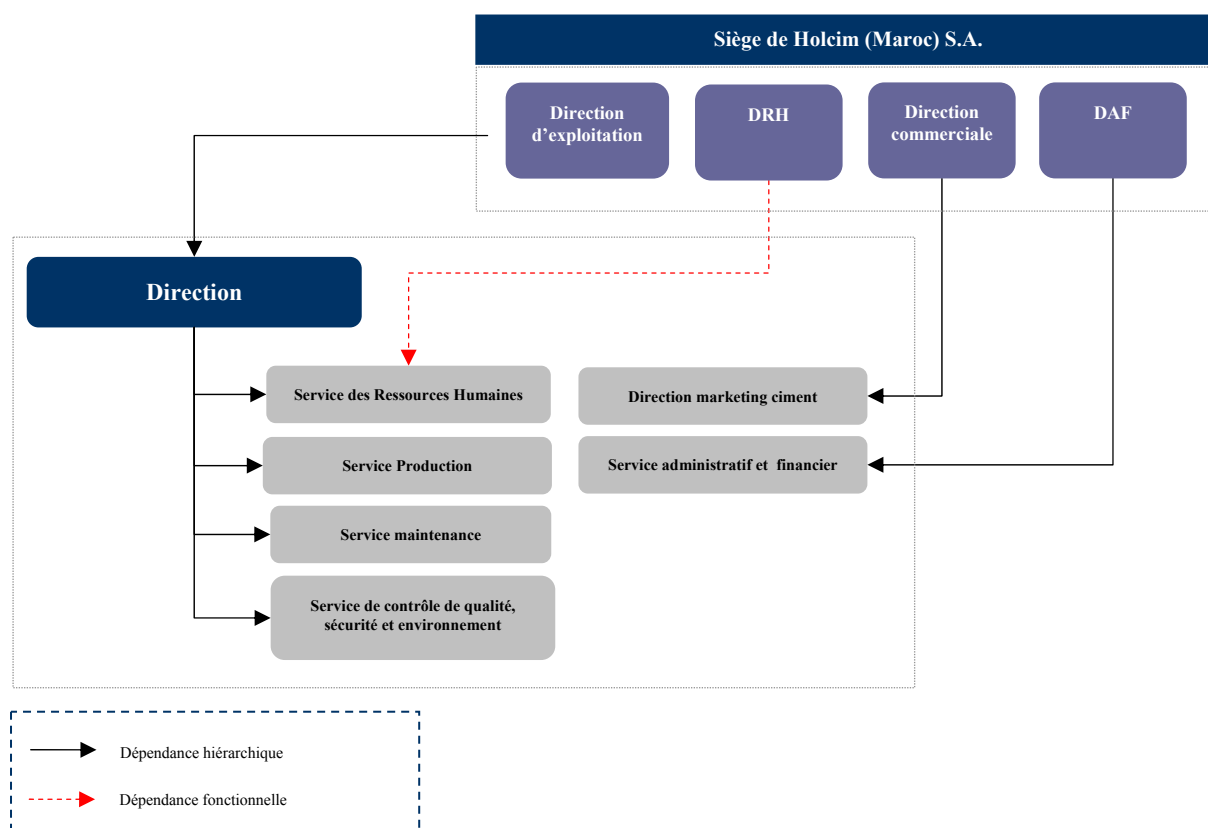 Siège de Holcim (Maroc) S.A.
Direction
d’exploitation
DRH
Direction
commerciale
DAF
Direction
Service des Ressources Humaines
Direction marketing ciment
Service Production
Service administratif et financier
Service maintenance
Service de contrôle de qualité,
sécurité et environnement
Dépendance hiérarchique
Dépendance fonctionnelle